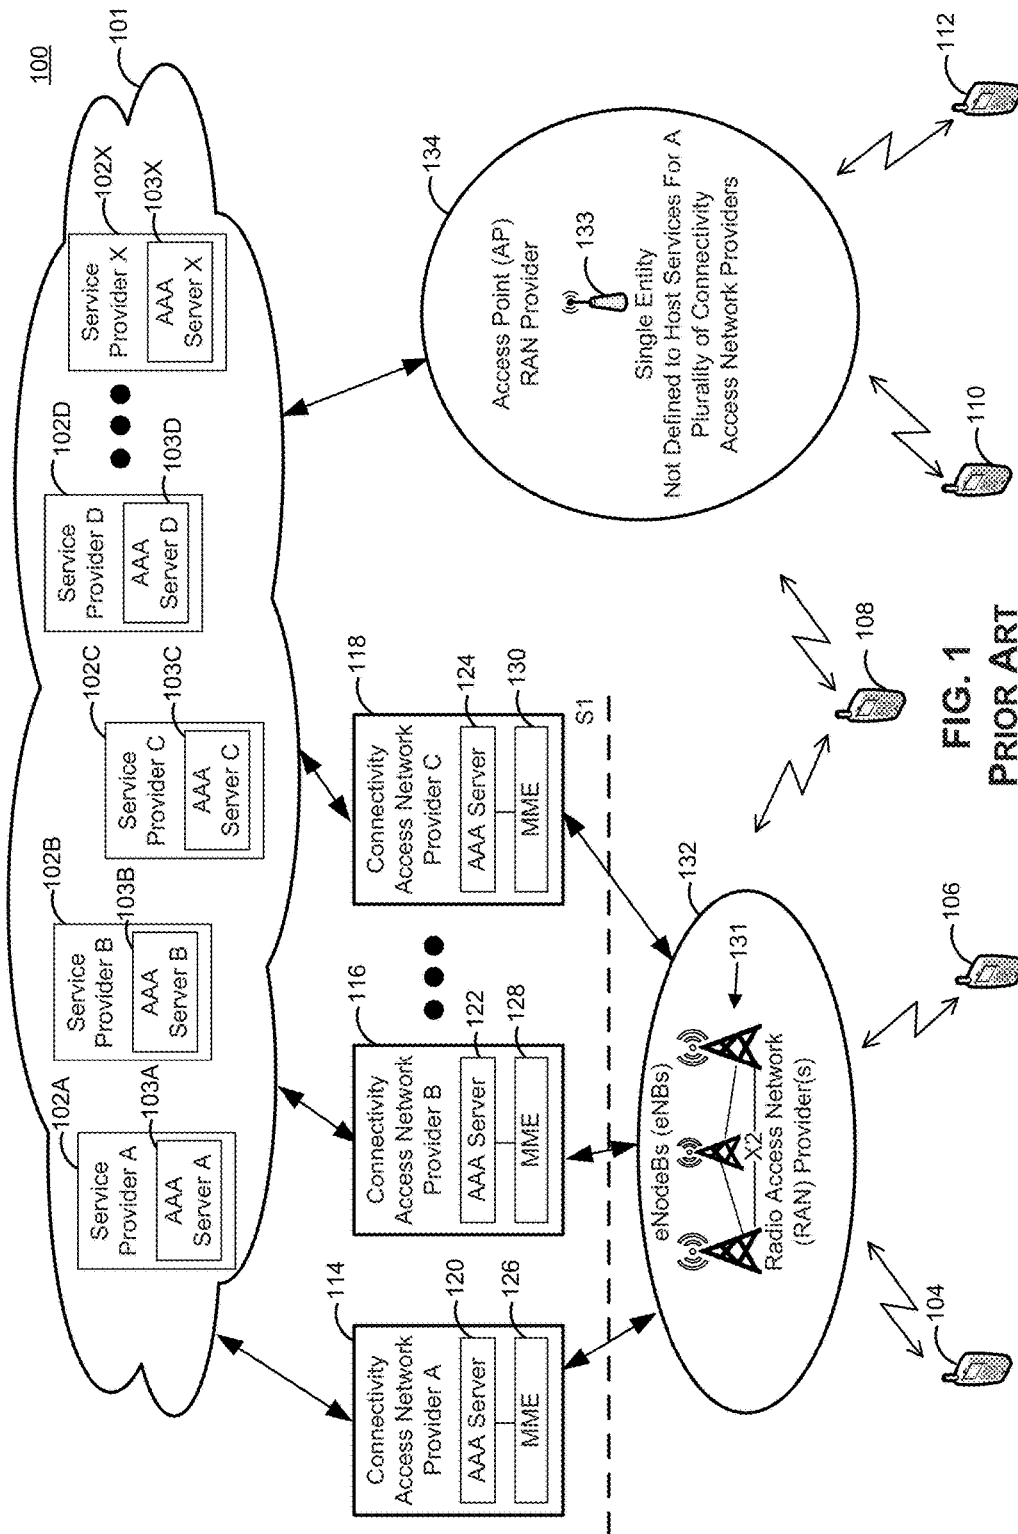 100
101
102A
Service
Provider A
103A
AAA
Server A
102B
Service
Provider B
103B
AAA
Server B
102C
Service
Provider C
103C
AAA
Server C
102D
Service
Provider D
103D
AAA
Server D
102X
Service
Provider X
103X
AAA
Server X
114
Connectivity
Access Network
Provider A
120
AAA Server
126
MME
116
Connectivity
Access Network
Provider B
122
AAA Server
128
MME
118
Connectivity
Access Network
Provider C
124
AAA Server
130
MME
S1
134
Access Point (AP)
RAN Provider
133
Single Entity
Not Defined to Host Services For A
Plurality of Connectivity
Access Network Providers
132
eNodeBs (eNBs)
131
X2
Radio Access Network
(RAN) Provider(s)
104
106
108
110
112
FIG. 1
PRIOR ART